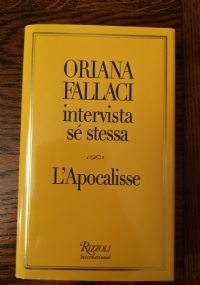 ORIANA
FALLACI
intervista
sé stessa
L'Apocalisse
RIZZOLI
International